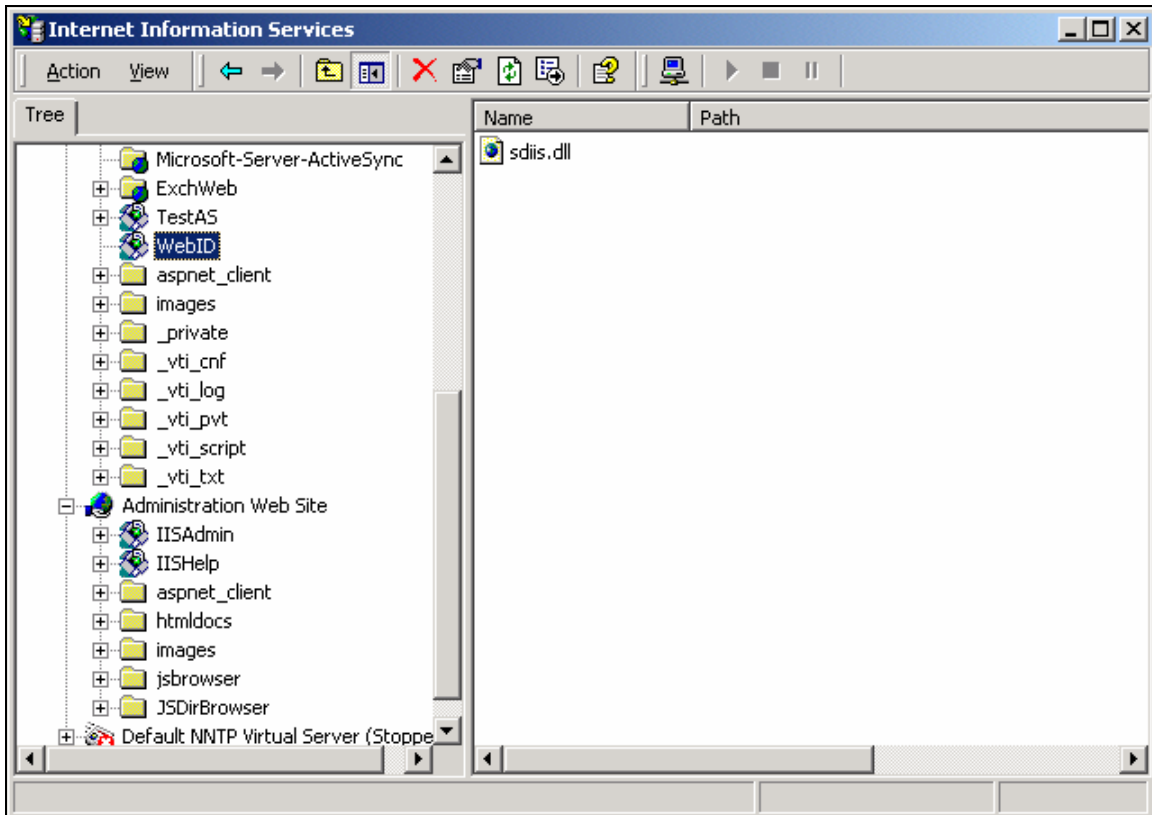 Internet Information Services
Action View
Tree
Name Path
Microsoft-Server-ActiveSync
ExchWeb
TestAS
WebID
aspnet_client
images
_private
_vti_cnf
_vti_log
_vti_pvt
_vti_script
_vti_txt
Administration Web Site
IISAdmin
IISHelp
aspnet_client
htmldocs
images
jsbrowser
JSDirBrowser
Default NNTP Virtual Server (Stoppe
sdiis.dll